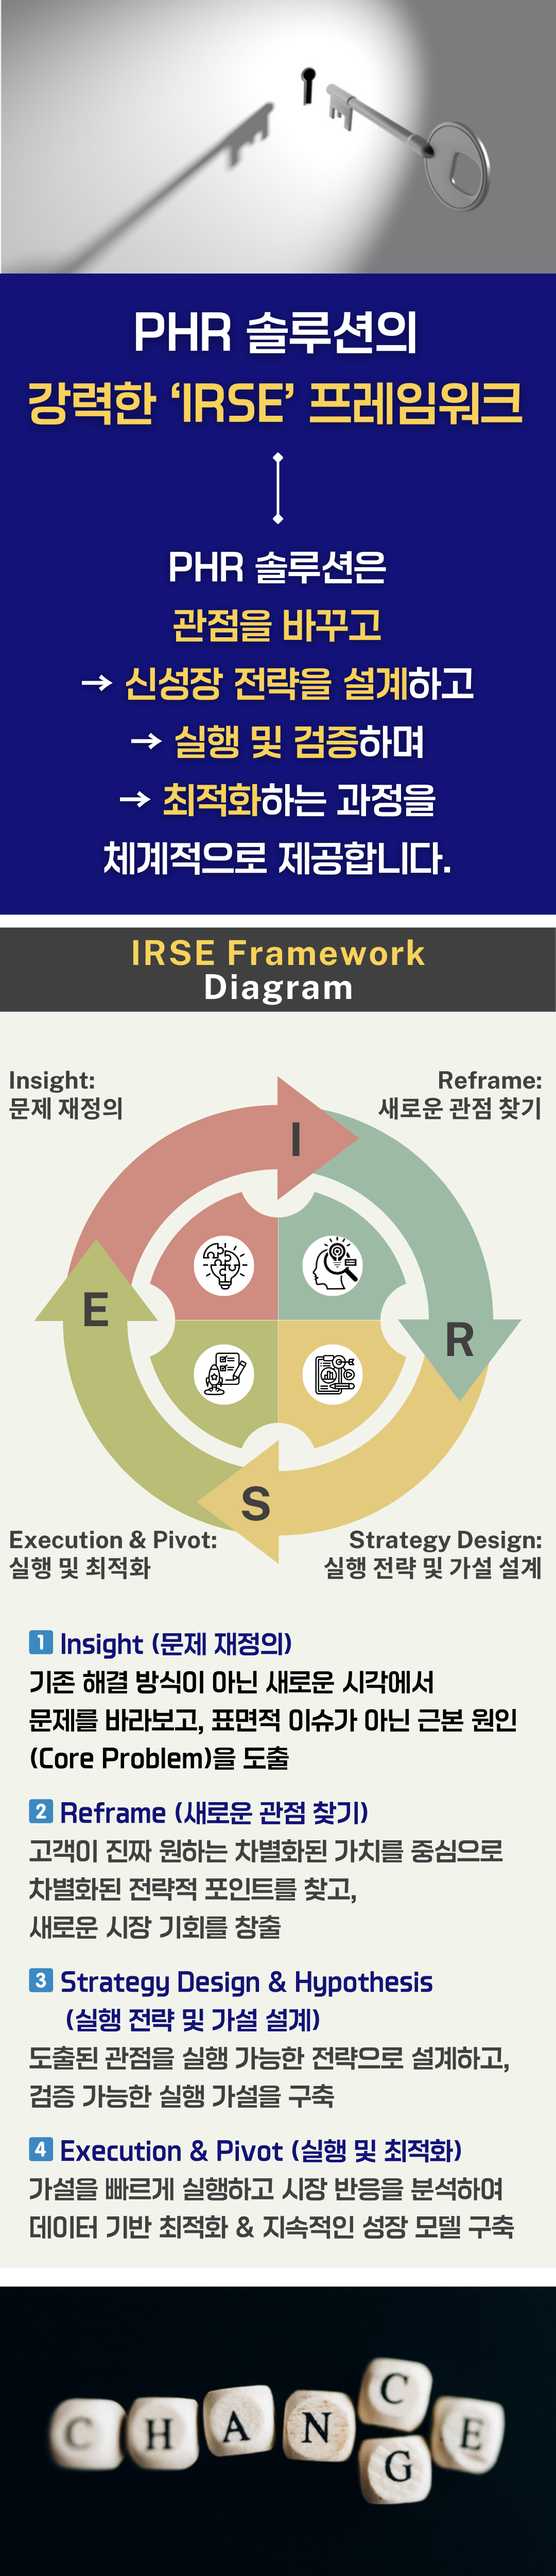 PHR 솔루션의
강력한 ‘IRSE’ 프레임워크
PHR 솔루션은
관점을 바꾸고
→ 신성장 전략을 설계하고
→ 실행 및 검증하며
→ 최적화하는 과정을
체계적으로 제공합니다.
IRSE Framework
Diagram
Insight:
문제 재정의
Reframe:
새로운 관점 찾기
I
E
R
S
Execution & Pivot:
실행 및 최적화
Strategy Design:
실행 전략 및 가설 설계
1 Insight (문제 재정의)
기존 해결 방식이 아닌 새로운 시각에서
문제를 바라보고, 표면적 이슈가 아닌 근본 원인
(Core Problem)을 도출
2 Reframe (새로운 관점 찾기)
고객이 진짜 원하는 차별화된 가치를 중심으로
차별화된 전략적 포인트를 찾고,
새로운 시장 기회를 창출
3 Strategy Design & Hypothesis
(실행 전략 및 가설 설계)
도출된 관점을 실행 가능한 전략으로 설계하고,
검증 가능한 실행 가설을 구축
4 Execution & Pivot (실행 및 최적화)
가설을 빠르게 실행하고 시장 반응을 분석하여
데이터 기반 최적화 & 지속적인 성장 모델 구축
C H A N C E
G